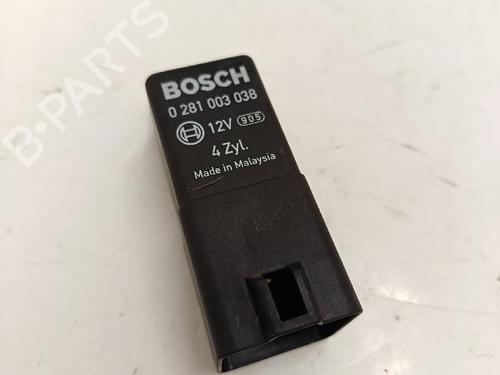 B-PARTS
BOSCH
0 281 003 038
12V 905
4 Zyl.
Made in Malaysia